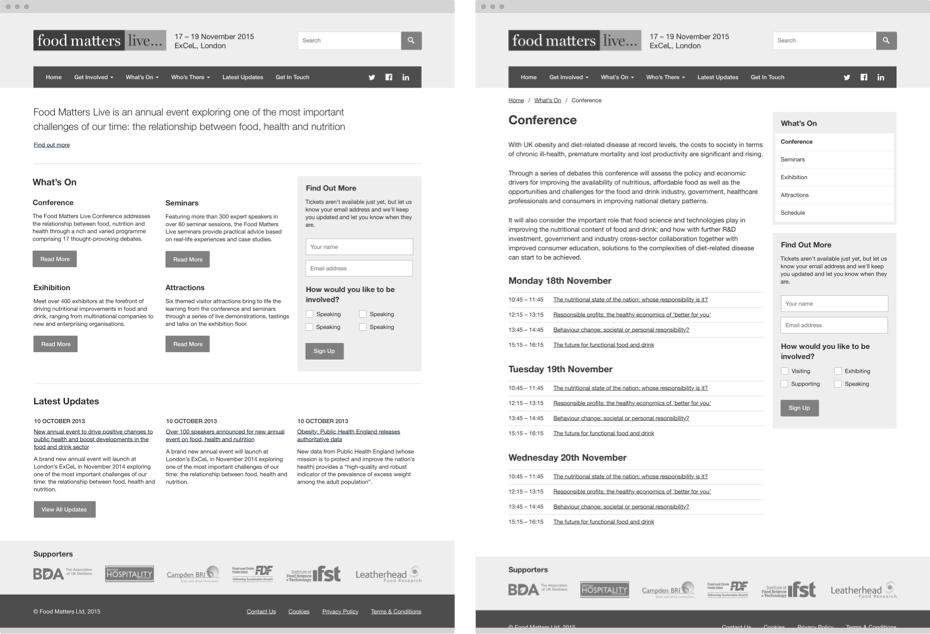 food matters live...
17 – 19 November 2015
ExCeL, London
Search
Home
Get Involved
What's On
Who's There
Latest Updates
Get In Touch
Food Matters Live is an annual event exploring one of the most important
challenges of our time: the relationship between food, health and nutrition
Find out more
What's On
Conference
The Food Matters Live Conference addresses
the relationship between food, nutrition and
health through a rich and varied programme
comprising 17 thought-provoking debates.
Read More
Seminars
Featuring more than 300 expert speakers in
over 80 seminar sessions, the Food Matters
Live seminars provide practical advice based
on real-life experiences and case studies.
Read More
Exihibition
Meet over 400 exhibitors at the forefront of
driving nutritional improvements in food and
drink, ranging from multinational companies to
new and enterprising organisations.
Read More
Attractions
Six themed visitor attractions bring to life the
learning from the conference and seminars
through a series of live demonstrations, tastings
and talks on the exhibition floor.
Read More
Find Out More
Tickets aren't available just yet, but let us
know your email address and we'll keep
you updated and let you know when they
are.
Your name
Email address
How would you like to be
involved?
Speaking
Speaking
Speaking
Speaking
Sign Up
Latest Updates
10 OCTOBER 2013
New annual event to drive positive changes to
public health and boost developments in the
food and drink sector
A brand new annual event will launch at
London's ExCeL in November 2014 exploring
one of the most important challenges of our
time: the relationship between food, health and
nutrition.
10 OCTOBER 2013
Over 100 speakers announced for new annual
event on food, health and nutrition
A brand new annual event will launch at
London's ExCeL in November 2014 exploring
one of the most important challenges of our
time: the relationship between food, health and
nutrition.
10 OCTOBER 2013
Obesity: Public Health England releases
authoritative data
New data from Public Health England (whose
mission is to protect and improve the nation's
health) provides a "high-quality and robust
indicator of the prevalence of excess weight
among the adult population".
View All Updates
Supporters
BDA The Association
of UK Dietitians
HOSPITALITY
Campden BRI
FDF
Institute of
Food Science
+Technology
ifst
Leatherhead
Food Research
© Food Matters Ltd, 2015
Contact Us
Cookies
Privacy Policy
Terms & Conditions
food matters live...
17 – 19 November 2015
ExCeL, London
Search
Home
Get Involved
What's On
Who's There
Latest Updates
Get In Touch
Home / What's On / Conference
Conference
With UK obesity and diet-related disease at record levels, the costs to society in terms
of chronic ill-health, premature mortality and lost productivity are significant and rising.
Through a series of debates this conference will assess the policy and economic
drivers for improving the availability of nutritious, affordable food as well as the
opportunities and challenges for the food and drink industry, government, healthcare
professionals and consumers in improving national dietary patterns.
It will also consider the important role that food science and technologies play in
improving the nutritional content of food and drink; and how with further R&D
investment, government and industry cross-sector collaboration together with
improved consumer education, solutions to the complexities of diet-related disease
can start to be achieved.
Monday 18th November
10:45 – 11:45 The nutritional state of the nation: whose responsibility is it?
12:15 – 13:15 Responsible profits: the healthy economics of 'better for you'
13:45 – 14:45 Behaviour change: societal or personal resonsibility?
15:15 – 16:15 The future for functional food and drink
Tuesday 19th November
10:45 – 11:45 The nutritional state of the nation: whose responsibility is it?
12:15 – 13:15 Responsible profits: the healthy economics of 'better for you'
13:45 – 14:45 Behaviour change: societal or personal resonsibility?
15:15 – 16:15 The future for functional food and drink
Wednesday 20th November
10:45 – 11:45 The nutritional state of the nation: whose responsibility is it?
12:15 – 13:15 Responsible profits: the healthy economics of 'better for you'
13:45 – 14:45 Behaviour change: societal or personal resonsibility?
15:15 – 16:15 The future for functional food and drink
What's On
Conference
Seminars
Exhibition
Attractions
Schedule
Find Out More
Tickets aren't available just yet, but let us
know your email address and we'll keep
you updated and let you know when they
are.
Your name
Email address
How would you like to be
involved?
Visiting
Exhibiting
Supporting
Speaking
Sign Up
Supporters
BDA The Association
of UK Dietitians
HOSPITALITY
Campden BRI
FDF
Institute of
Food Science
+Technology
ifst
Leatherhead
Food Research
© Food Matters Ltd, 2015
Contact Us
Cookies
Privacy Policy
Terms & Conditions